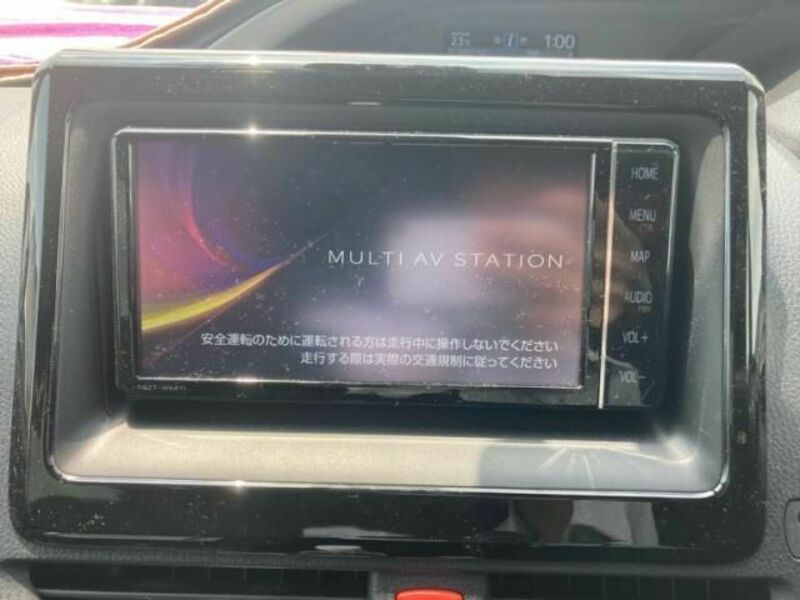 23℃
1:00
HOME
MENU
MAP
AUDIO
VOL+
VOL−
MULTI AV STATION
安全運転のために運転される方は走行中に操作しないでください
走行する際は実際の交通規制に従ってください